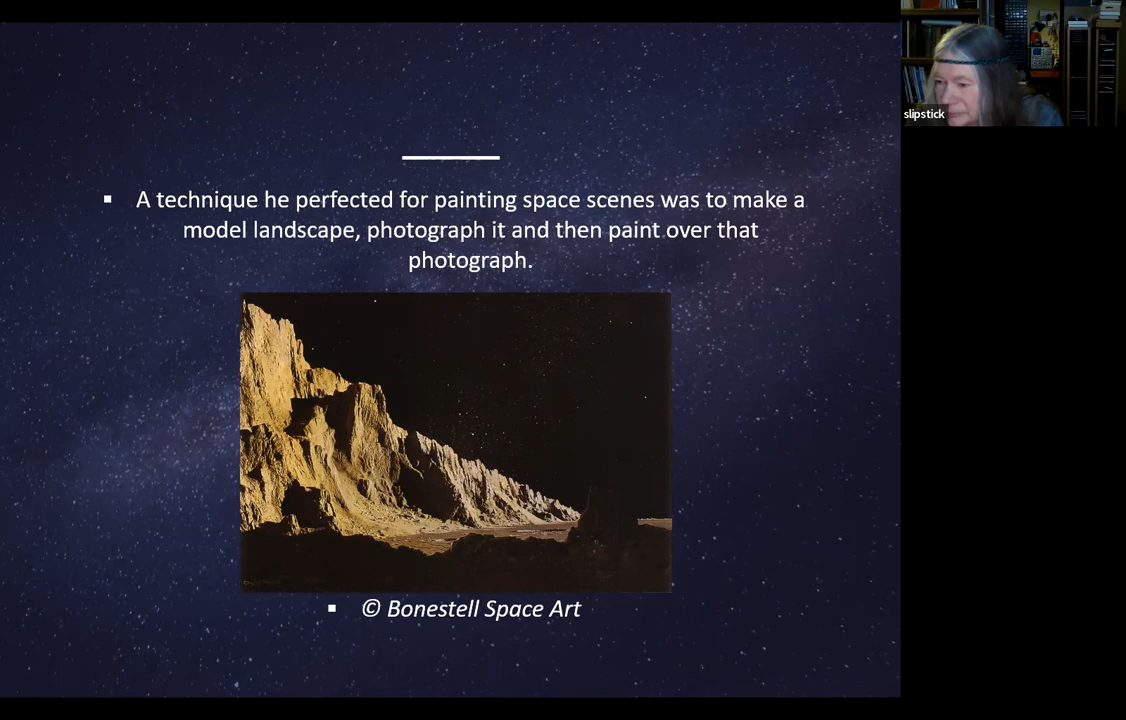 slipstick
▪ A technique he perfected for painting space scenes was to make a
model landscape, photograph it and then paint over that
photograph.
▪ © Bonestell Space Art